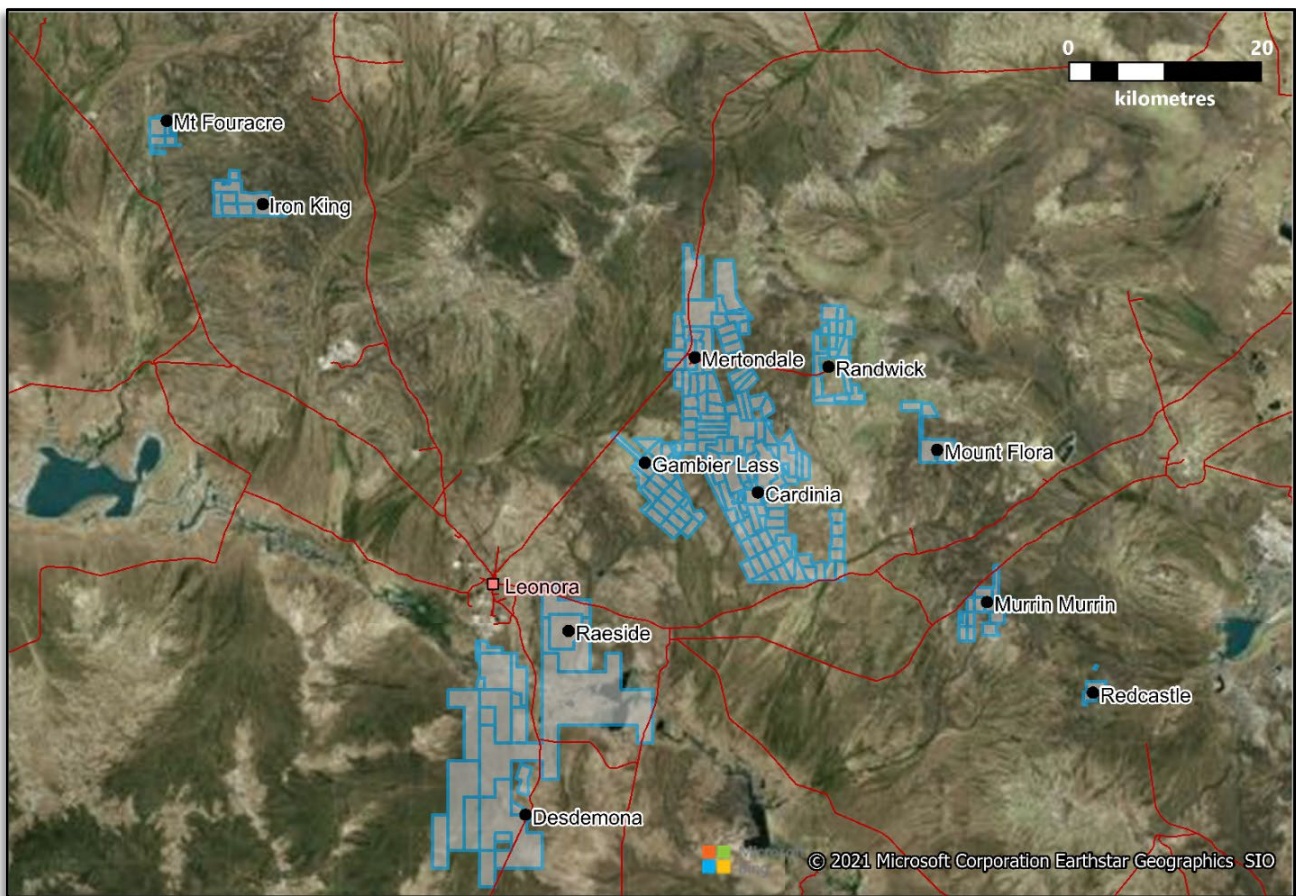 0 20
kilometres
Mt Fouracre
Iron King
Mertondale
Randwick
Mount Flora
Gambier Lass
Cardinia
Leonora
Murrin Murrin
Raeside
Redcastle
Desdemona
© 2021 Microsoft Corporation Earthstar Geographics SIO